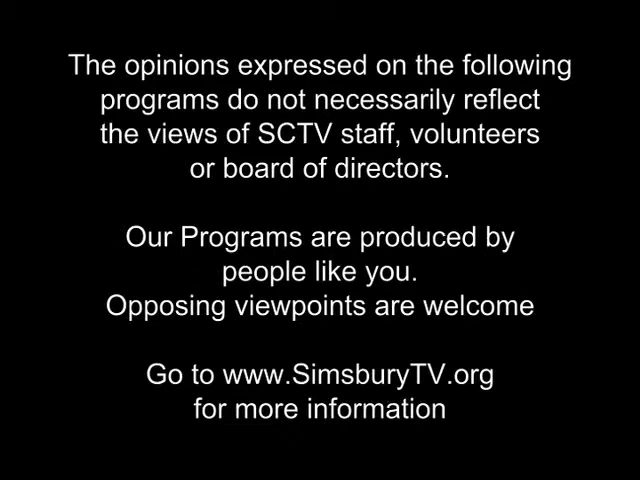 The opinions expressed on the following
programs do not necessarily reflect
the views of SCTV staff, volunteers
or board of directors.
Our Programs are produced by
people like you.
Opposing viewpoints are welcome
Go to www.SimsburyTV.org
for more information